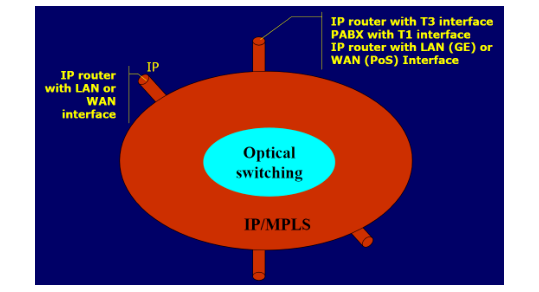 IP router with T3 interface
PABX with T1 interface
IP router with LAN (GE) or
WAN (PoS) Interface
IP
IP router
with LAN or
WAN
interface
Optical
switching
IP/MPLS